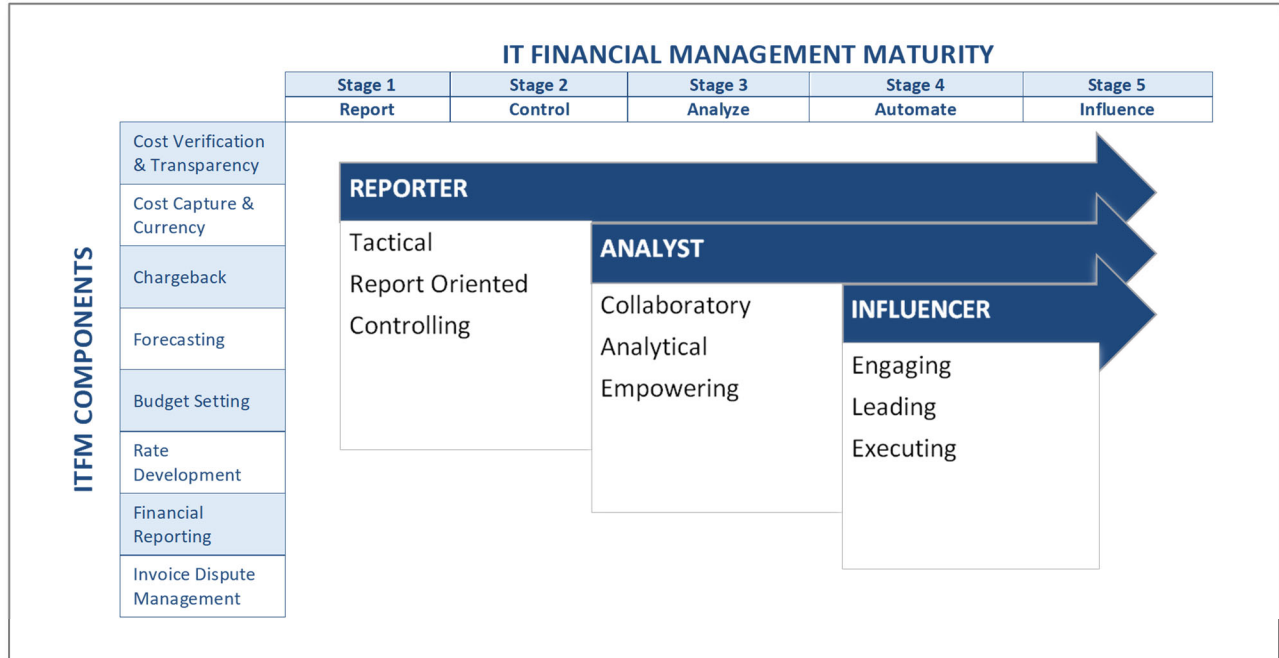 IT FINANCIAL MANAGEMENT MATURITY
Stage 1 Stage 2 Stage 3 Stage 4 Stage 5
Report Control Analyze Automate Influence
ITFM COMPONENTS
Cost Verification
& Transparency
Cost Capture &
Currency
Chargeback
Forecasting
Budget Setting
Rate
Development
Financial
Reporting
Invoice Dispute
Management
REPORTER
Tactical
Report Oriented
Controlling
ANALYST
Collaboratory
Analytical
Empowering
INFLUENCER
Engaging
Leading
Executing